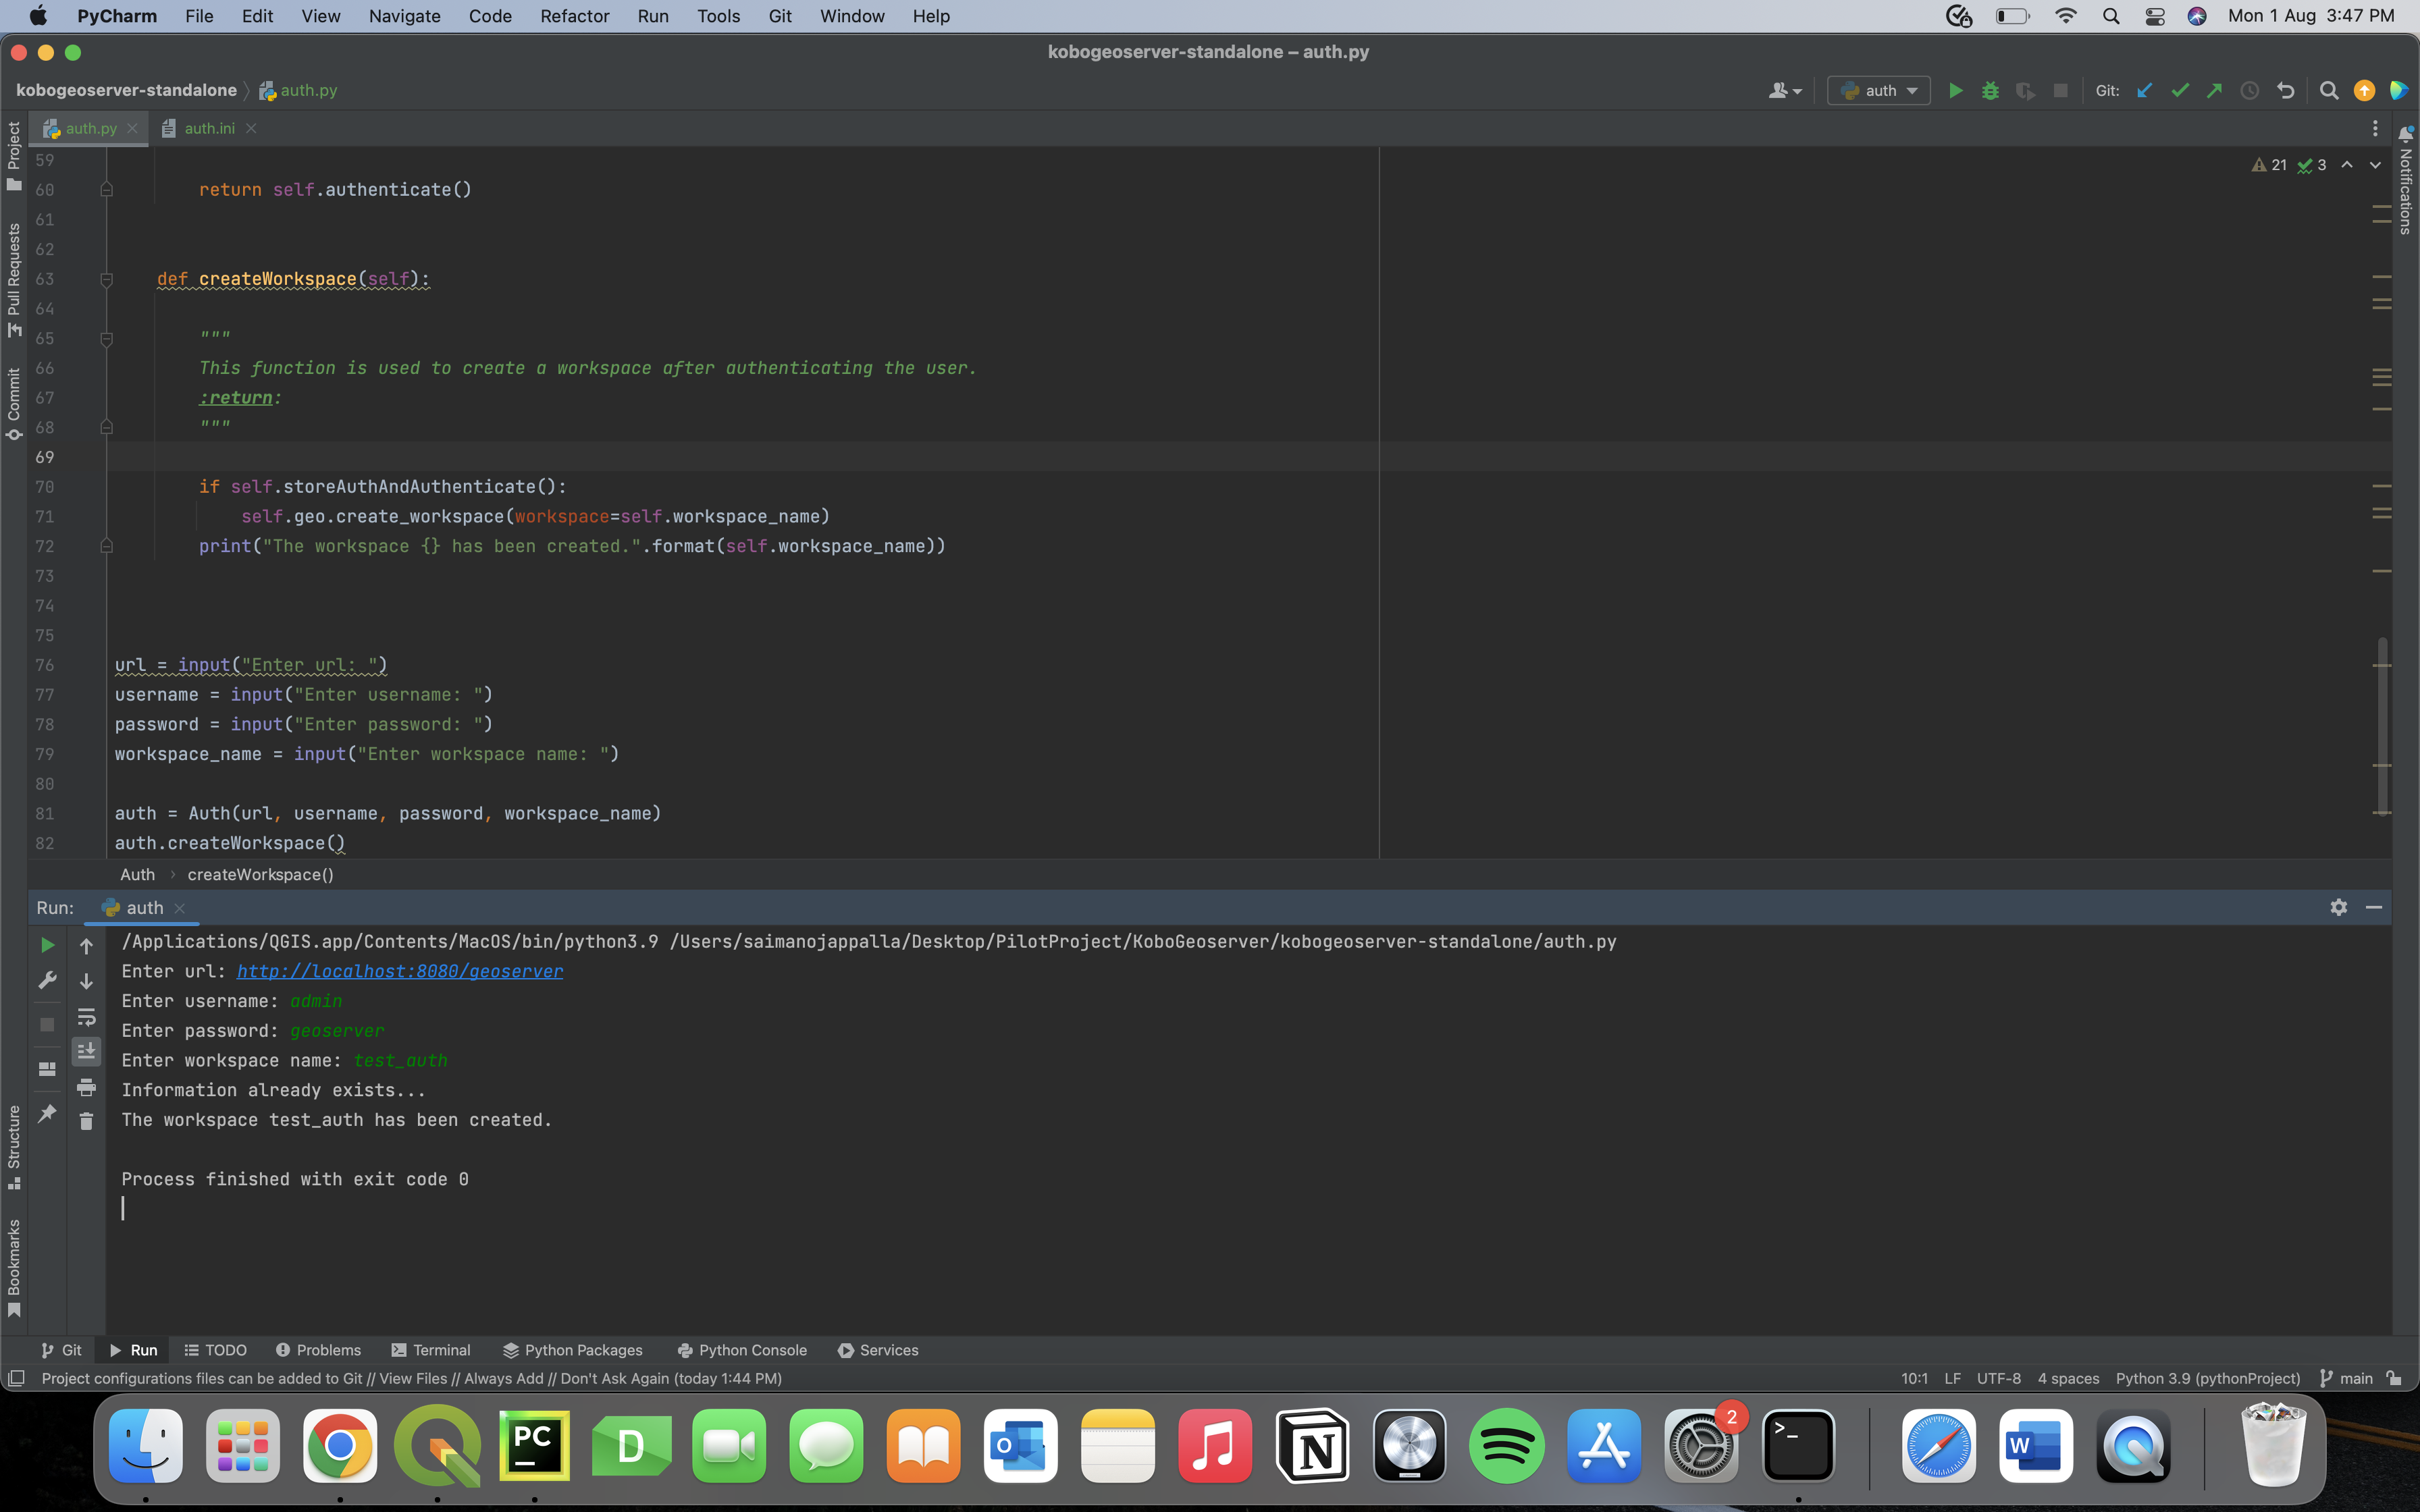 PyCharm File Edit View Navigate Code Refactor Run Tools Git Window Help Mon 1 Aug 3:47 PM
kobogeoserver-standalone – auth.py
kobogeoserver-standalone auth.py auth Git:
auth.py auth.ini
Project
Pull Requests
Commit
Structure
Bookmarks
Notifications
21 3
59
60 return self.authenticate()
61
62
63 def createWorkspace(self):
64
65 """
66 This function is used to create a workspace after authenticating the user.
67 :return:
68 """
69
70 if self.storeAuthAndAuthenticate():
71 self.geo.create_workspace(workspace=self.workspace_name)
72 print("The workspace {} has been created.".format(self.workspace_name))
73
74
75
76 url = input("Enter url: ")
77 username = input("Enter username: ")
78 password = input("Enter password: ")
79 workspace_name = input("Enter workspace name: ")
80
81 auth = Auth(url, username, password, workspace_name)
82 auth.createWorkspace()
Auth createWorkspace()
Run: auth
/Applications/QGIS.app/Contents/MacOS/bin/python3.9 /Users/saimanojappalla/Desktop/PilotProject/KoboGeoserver/kobogeoserver-standalone/auth.py
Enter url: http://localhost:8080/geoserver
Enter username: admin
Enter password: geoserver
Enter workspace name: test_auth
Information already exists...
The workspace test_auth has been created.
Process finished with exit code 0
Git Run TODO Problems Terminal Python Packages Python Console Services
Project configurations files can be added to Git // View Files // Always Add // Don't Ask Again (today 1:44 PM) 10:1 LF UTF-8 4 spaces Python 3.9 (pythonProject) main
PC D O N 2 >_ W